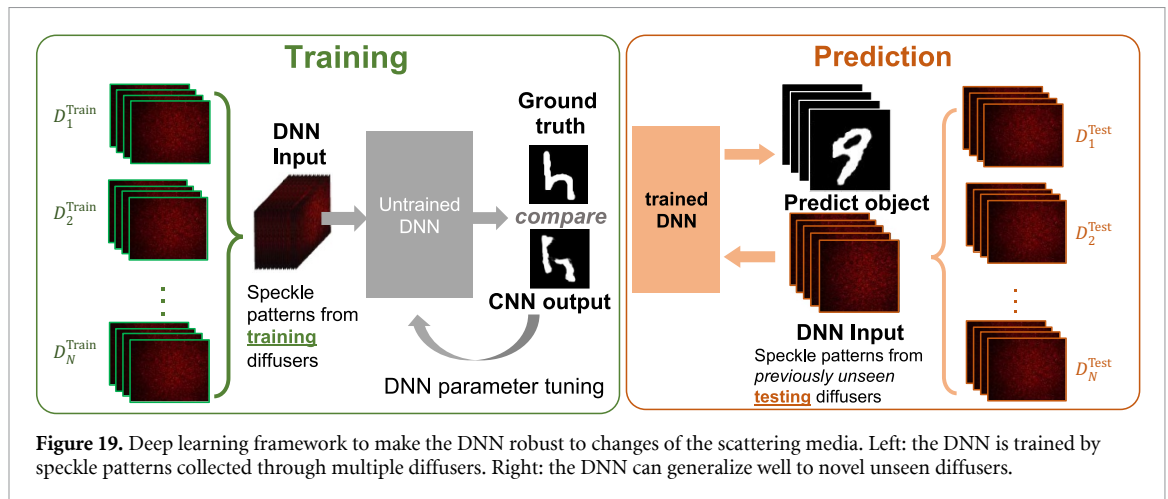 Training
D_1^Train
D_2^Train
⋮
D_N^Train
DNN
Input
Speckle
patterns from
training
diffusers
Untrained
DNN
Ground
truth
h
compare
h
CNN output
DNN parameter tuning
Prediction
trained
DNN
9
Predict object
DNN Input
Speckle patterns from
previously unseen
testing diffusers
D_1^Test
D_2^Test
⋮
D_N^Test
Figure 19. Deep learning framework to make the DNN robust to changes of the scattering media. Left: the DNN is trained by
speckle patterns collected through multiple diffusers. Right: the DNN can generalize well to novel unseen diffusers.